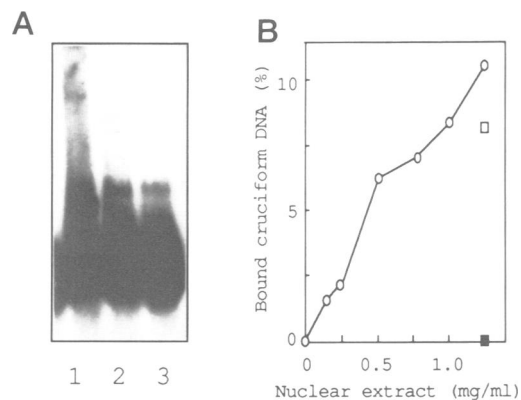 A
1 2 3
B
Bound cruciform DNA (%)
10
5
0
0 0.5 1.0
Nuclear extract (mg/ml)